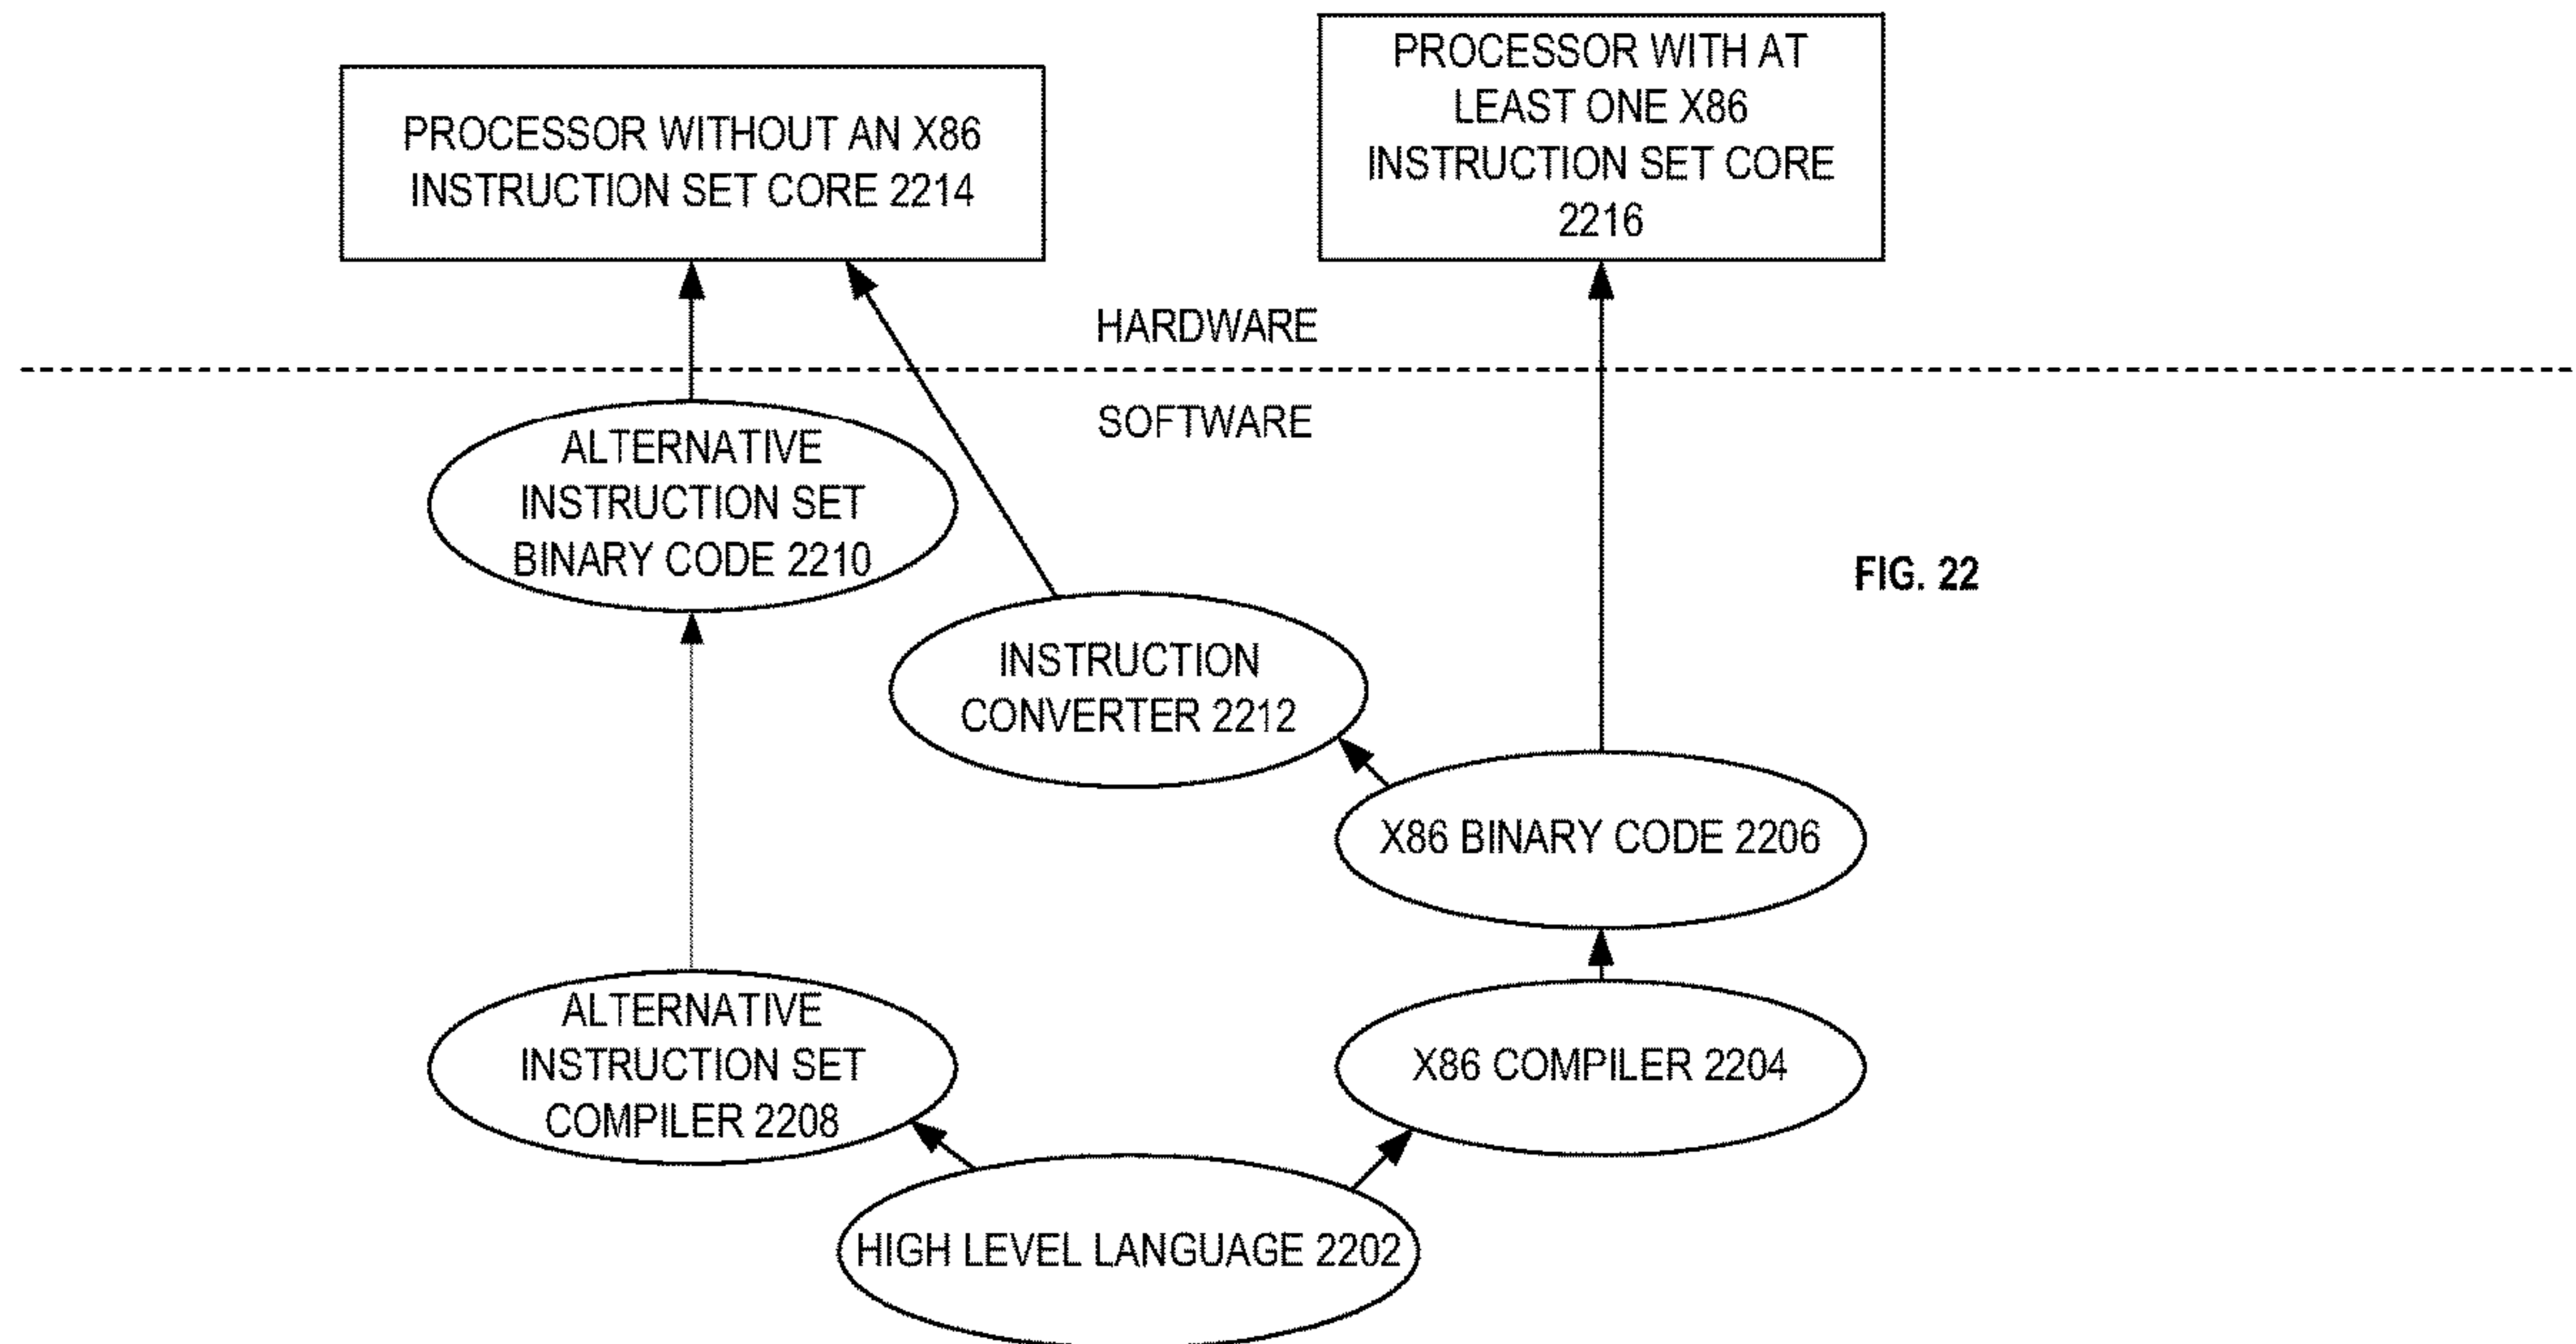 PROCESSOR WITHOUT AN X86
INSTRUCTION SET CORE 2214
PROCESSOR WITH AT
LEAST ONE X86
INSTRUCTION SET CORE
2216
HARDWARE
SOFTWARE
ALTERNATIVE
INSTRUCTION SET
BINARY CODE 2210
FIG. 22
INSTRUCTION
CONVERTER 2212
X86 BINARY CODE 2206
ALTERNATIVE
INSTRUCTION SET
COMPILER 2208
X86 COMPILER 2204
HIGH LEVEL LANGUAGE 2202